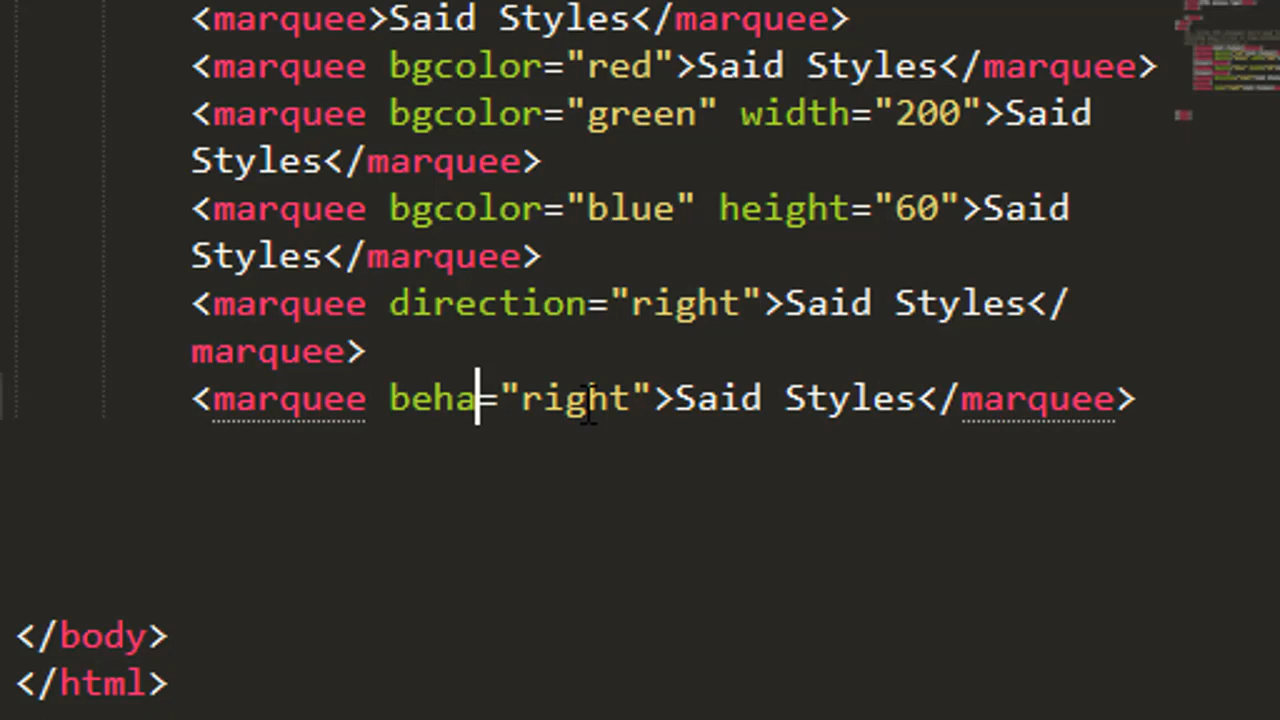 <marquee>Said Styles</marquee>
<marquee bgcolor="red">Said Styles</marquee>
<marquee bgcolor="green" width="200">Said
Styles</marquee>
<marquee bgcolor="blue" height="60">Said
Styles</marquee>
<marquee direction="right">Said Styles</
marquee>
<marquee beha="right">Said Styles</marquee>
</body>
</html>